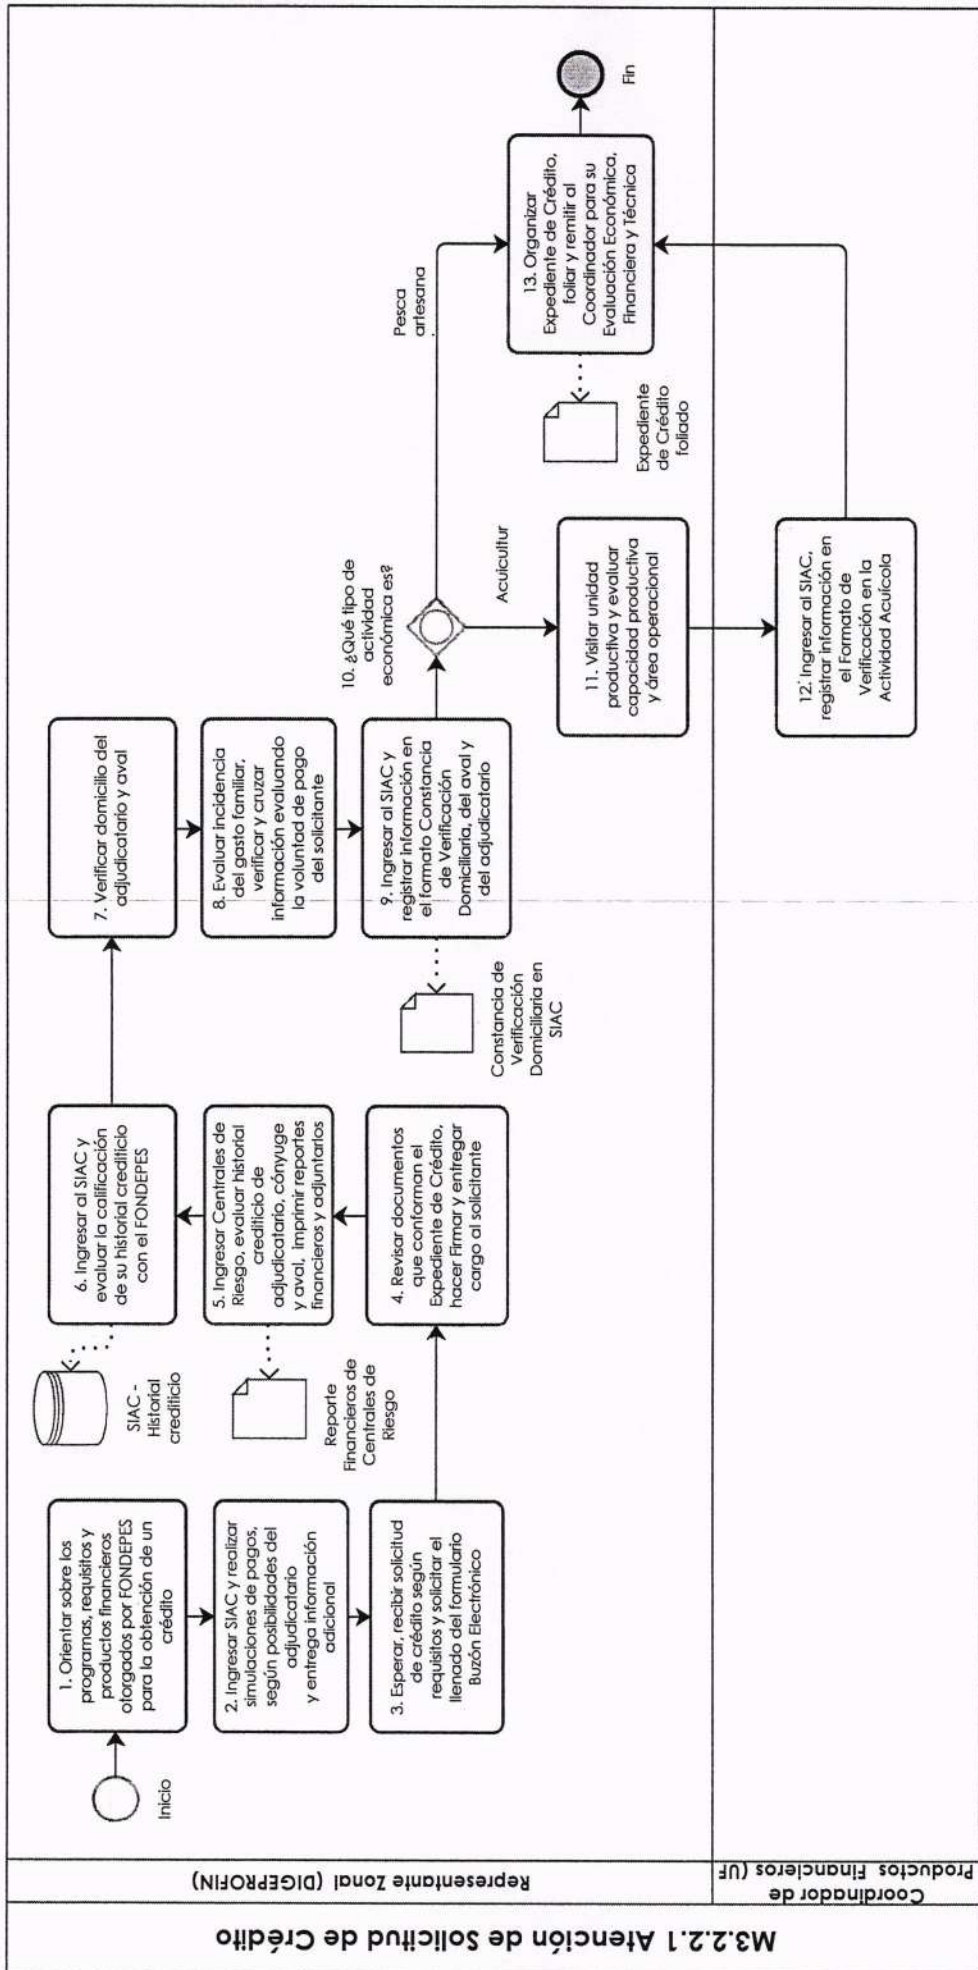 M3.2.2.1 Atención de Solicitud de Crédito
Representante Zonal (DIGEPROFIN)
Coordinador de
Productos Financieros (UF
Inicio
1. Orientar sobre los
programas, requisitos y
productos financieros
otorgados por FONDEPES
para la obtención de un
crédito
2. Ingresar SIAC y realizar
simulaciones de pagos,
según posibilidades del
adjudicatario
y entrega información
adicional
3. Esperar, recibir solicitud
de crédito según
requisitos y solicitar el
llenado del formulario
Buzón Electrónico
4. Revisar documentos
que conforman el
Expediente de Crédito,
hacer Firmar y entregar
cargo al solicitante
5. Ingresar Centrales de
Riesgo, evaluar historial
crediticio de
adjudicatario, cónyuge
y aval, Imprimir reportes
financieros y adjuntarlos
Reporte
Financieros de
Centrales de
Riesgo
6. Ingresar al SIAC y
evaluar la calificación
de su historial crediticio
con el FONDEPES
SIAC -
Historial
crediticio
7. Verificar domicilio del
adjudicatario y aval
8. Evaluar incidencia
del gasto familiar,
verificar y cruzar
información evaluando
la voluntad de pago
del solicitante
9. Ingresar al SIAC y
registrar información en
el formato Constancia
de Verificación
Domiciliaria, del aval y
del adjudicatario
Constancia de
Verificación
Domiciliaria en
SIAC
10. ¿Qué tipo de
actividad
económica es?
Pesca
artesana
Acuicultur
11. Visitar unidad
productiva y evaluar
capacidad productiva
y área operacional
12. Ingresar al SIAC,
registrar información en
el Formato de
Verificación en la
Actividad Acuícola
13. Organizar
Expediente de Crédito,
foliar y remitir al
Coordinador para su
Evaluación Económica,
Financiera y Técnica
Expediente
de Crédito
foliado
Fin